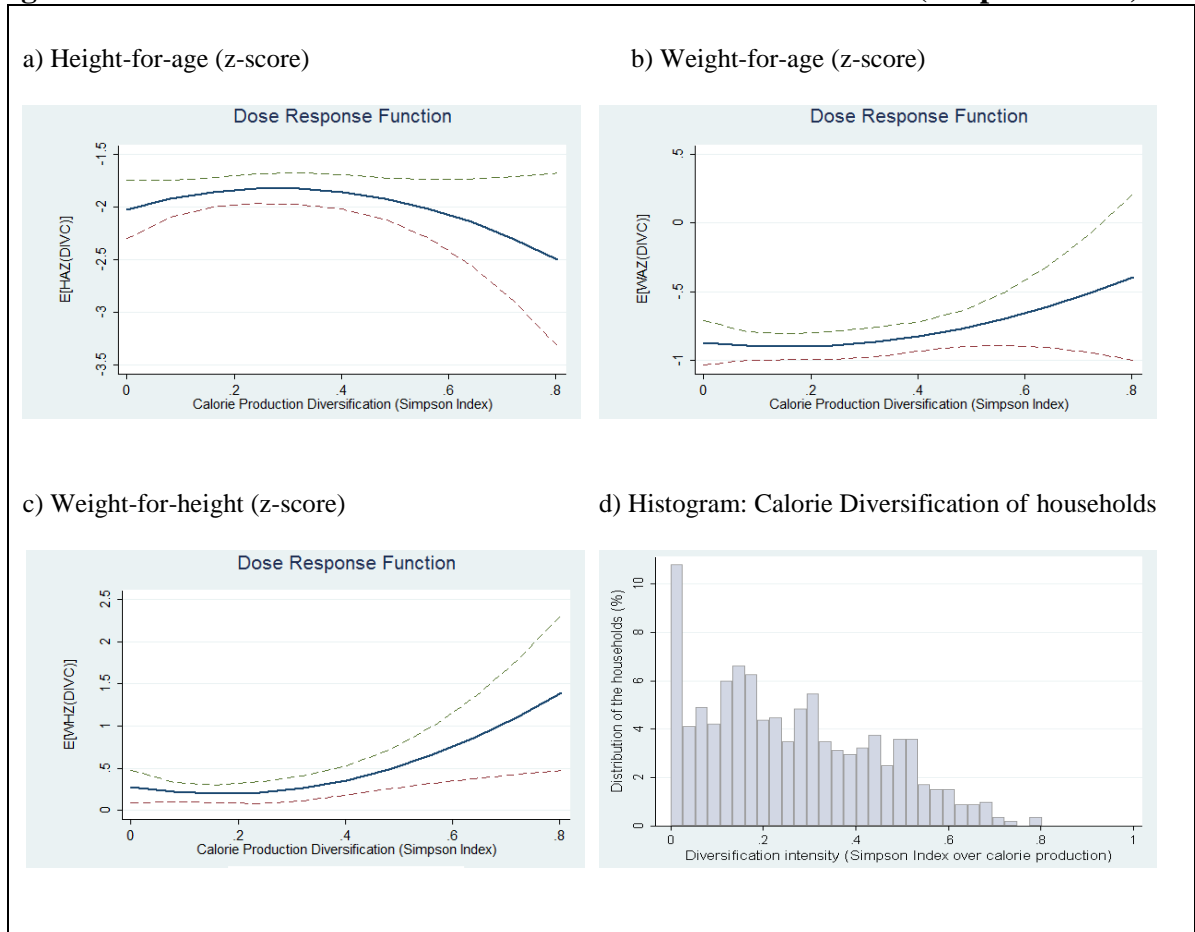 a) Height-for-age (z-score)
b) Weight-for-age (z-score)
Dose Response Function
E[HAZ(DIVC)]
-1.5
-2
-2.5
-3
-3.5
0 .2 .4 .6 .8
Calorie Production Diversification (Simpson Index)
Dose Response Function
E[WAZ(DIVC)]
.5
0
-.5
-1
0 .2 .4 .6 .8
Calorie Production Diversification (Simpson Index)
c) Weight-for-height (z-score)
d) Histogram: Calorie Diversification of households
Dose Response Function
E[WHZ(DIVC)]
2.5
2
1.5
1
.5
0
0 .2 .4 .6 .8
Calorie Production Diversification (Simpson Index)
Distribution of the households (%)
10
8
6
4
2
0
0 .2 .4 .6 .8 1
Diversification intensity (Simpson Index over calorie production)